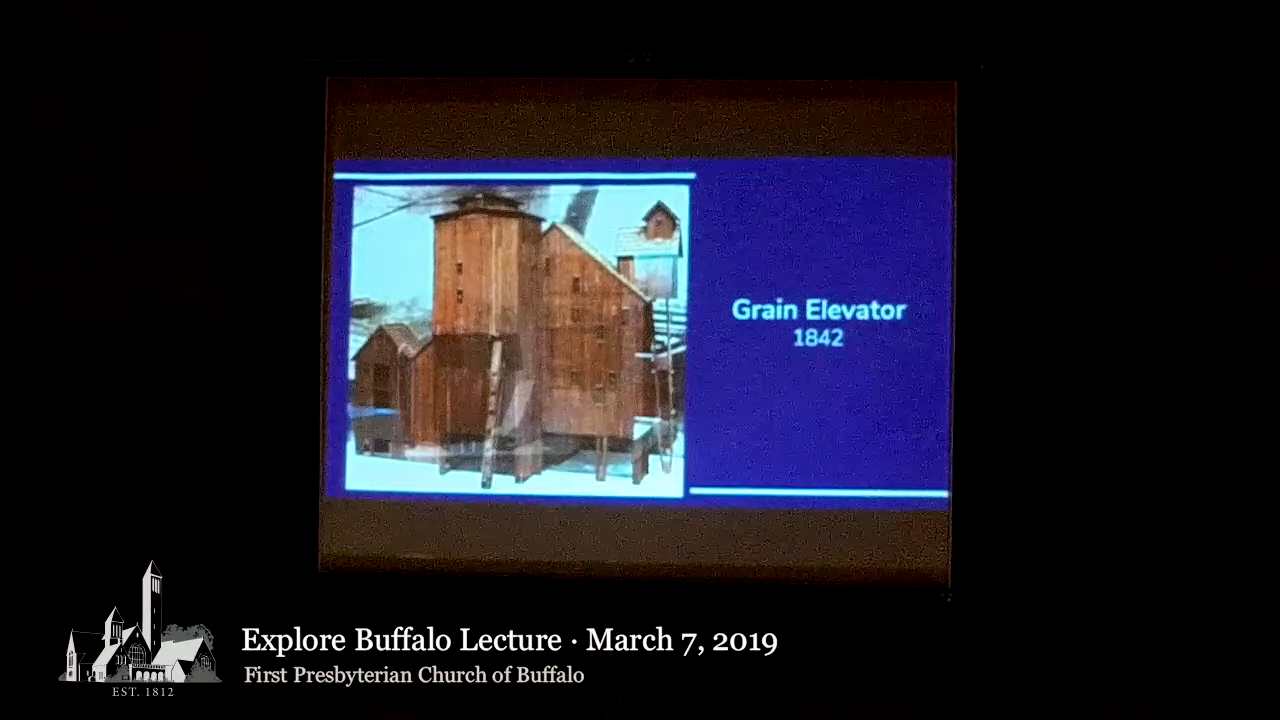 Grain Elevator
1842
Explore Buffalo Lecture · March 7, 2019
First Presbyterian Church of Buffalo
EST. 1812